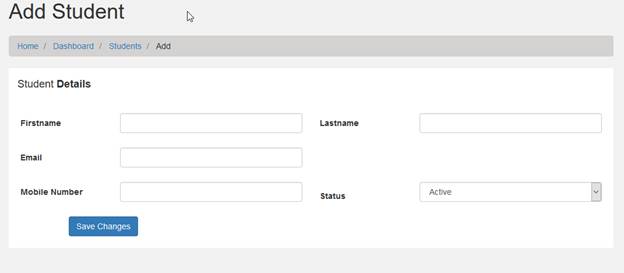 Add Student
Home / Dashboard / Students / Add
Student Details
Firstname Lastname
Email
Mobile Number Status Active
Save Changes